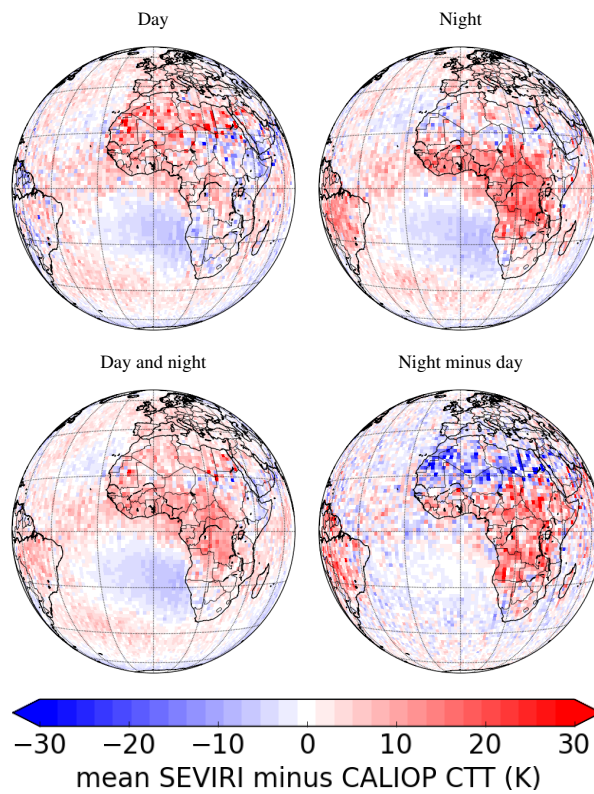 Day
Night
Day and night
Night minus day
−30 −20 −10 0 10 20 30
mean SEVIRI minus CALIOP CTT (K)